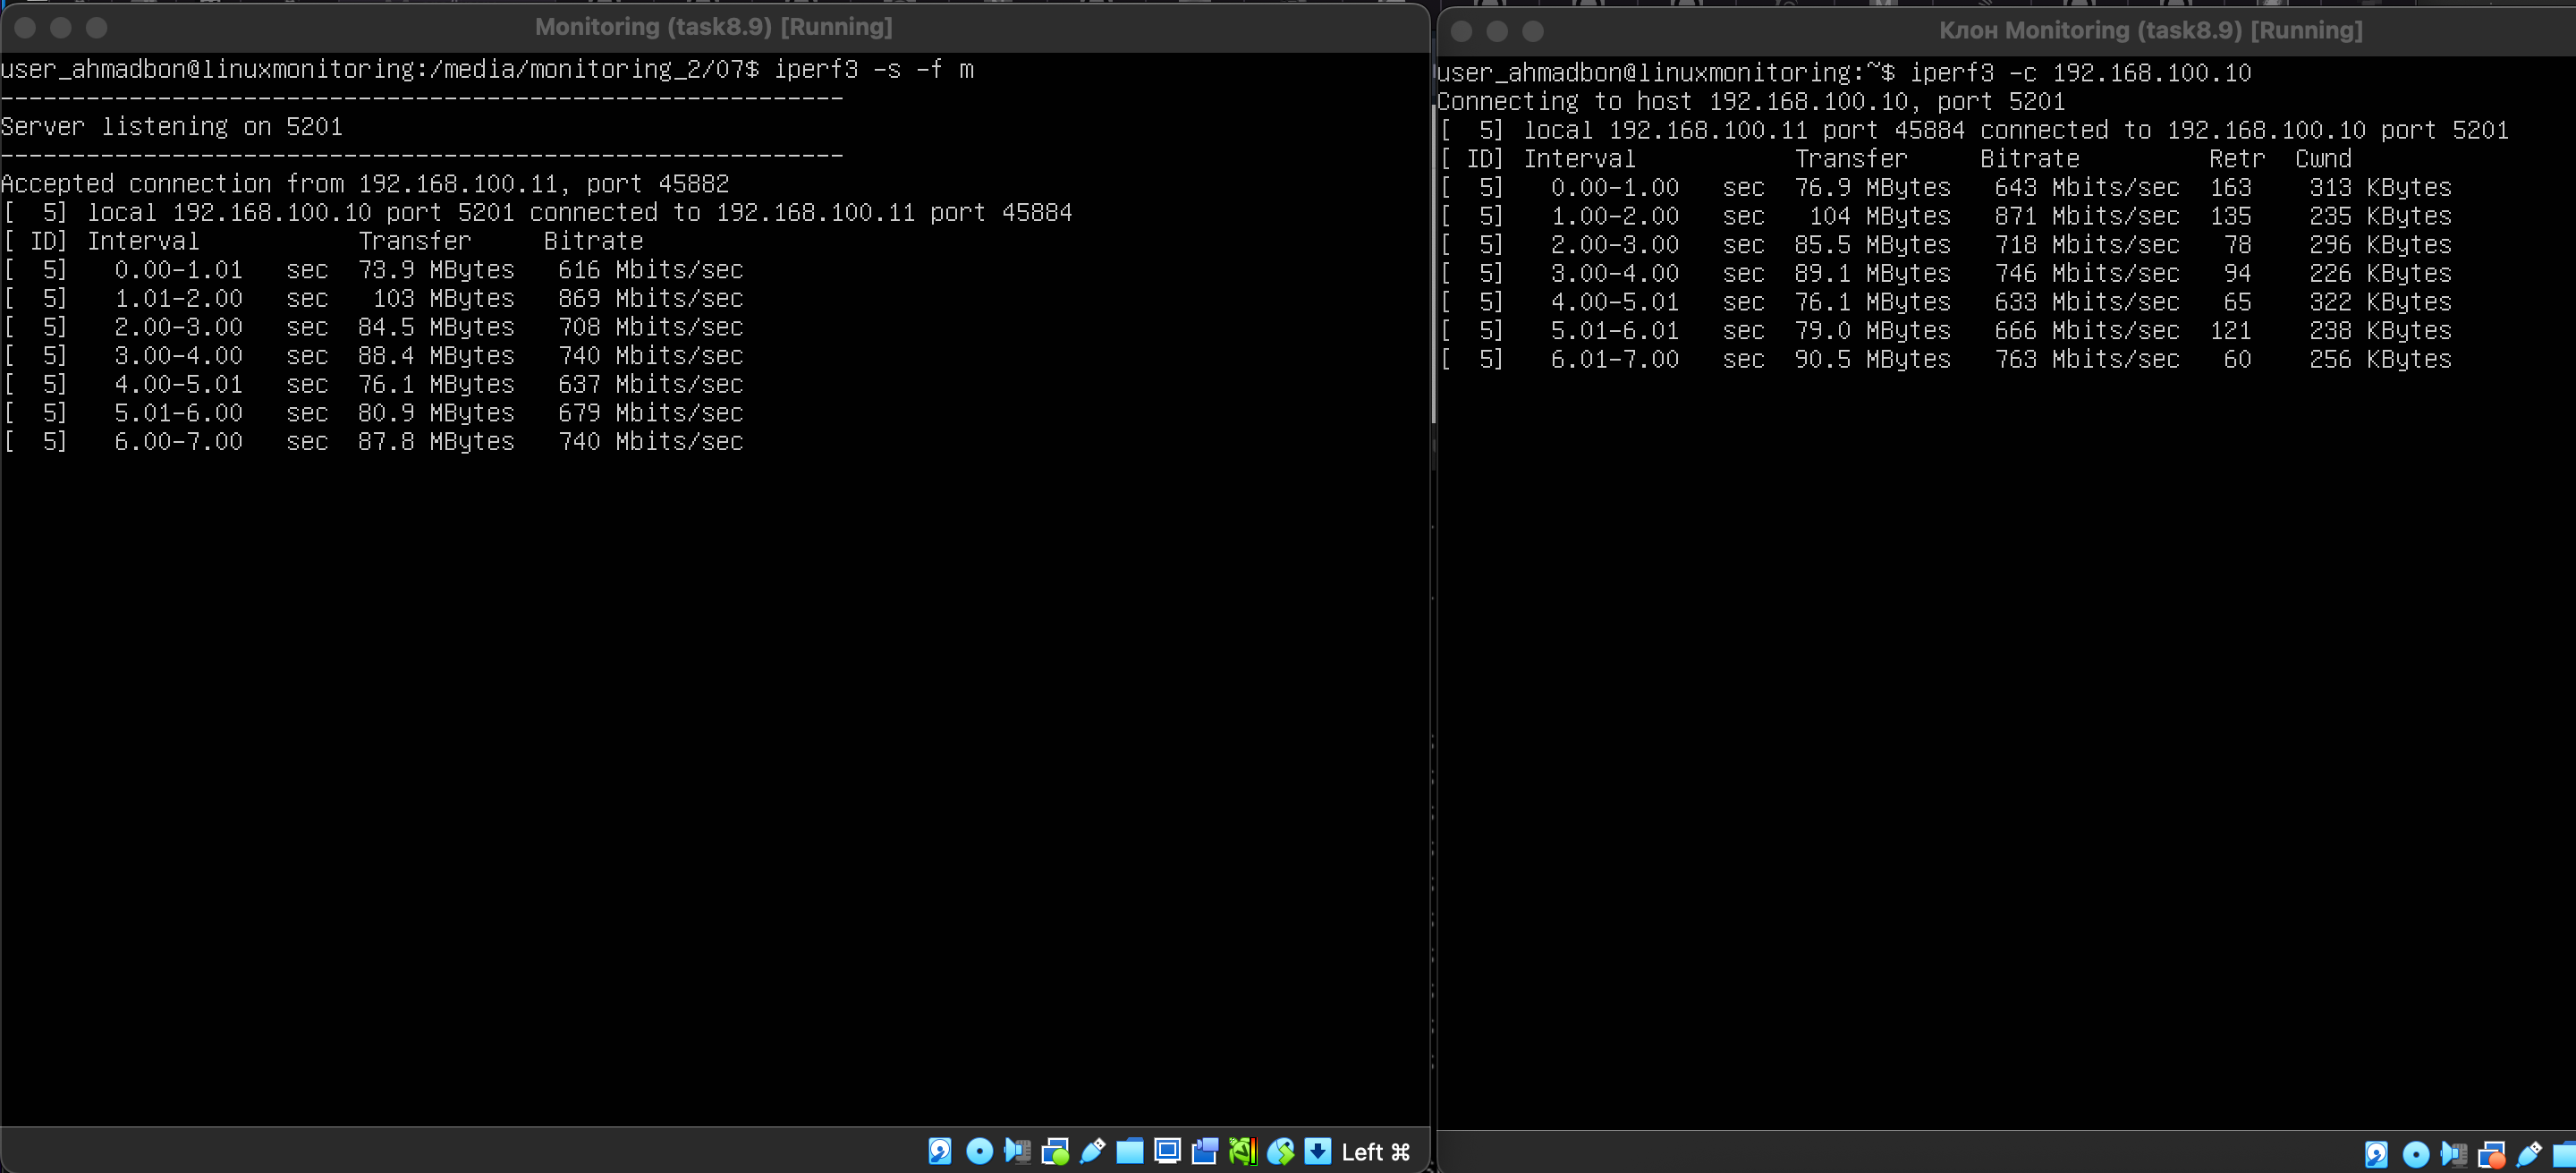 Monitoring (task8.9) [Running]
user_ahmadbon@linuxmonitoring:/media/monitoring_2/07$ iperf3 -s -f m
-----------------------------------------------------------
Server listening on 5201
-----------------------------------------------------------
Accepted connection from 192.168.100.11, port 45882
[  5] local 192.168.100.10 port 5201 connected to 192.168.100.11 port 45884
[ ID] Interval           Transfer     Bitrate
[  5]   0.00-1.01   sec  73.9 MBytes   616 Mbits/sec
[  5]   1.01-2.00   sec   103 MBytes   869 Mbits/sec
[  5]   2.00-3.00   sec  84.5 MBytes   708 Mbits/sec
[  5]   3.00-4.00   sec  88.4 MBytes   740 Mbits/sec
[  5]   4.00-5.01   sec  76.1 MBytes   637 Mbits/sec
[  5]   5.01-6.00   sec  80.9 MBytes   679 Mbits/sec
[  5]   6.00-7.00   sec  87.8 MBytes   740 Mbits/sec
Left ⌘
Клон Monitoring (task8.9) [Running]
user_ahmadbon@linuxmonitoring:~$ iperf3 -c 192.168.100.10
Connecting to host 192.168.100.10, port 5201
[  5] local 192.168.100.11 port 45884 connected to 192.168.100.10 port 5201
[ ID] Interval           Transfer     Bitrate         Retr  Cwnd
[  5]   0.00-1.00   sec  76.9 MBytes   643 Mbits/sec  163    313 KBytes
[  5]   1.00-2.00   sec   104 MBytes   871 Mbits/sec  135    235 KBytes
[  5]   2.00-3.00   sec  85.5 MBytes   718 Mbits/sec   78    296 KBytes
[  5]   3.00-4.00   sec  89.1 MBytes   746 Mbits/sec   94    226 KBytes
[  5]   4.00-5.01   sec  76.1 MBytes   633 Mbits/sec   65    322 KBytes
[  5]   5.01-6.01   sec  79.0 MBytes   666 Mbits/sec  121    238 KBytes
[  5]   6.01-7.00   sec  90.5 MBytes   763 Mbits/sec   60    256 KBytes